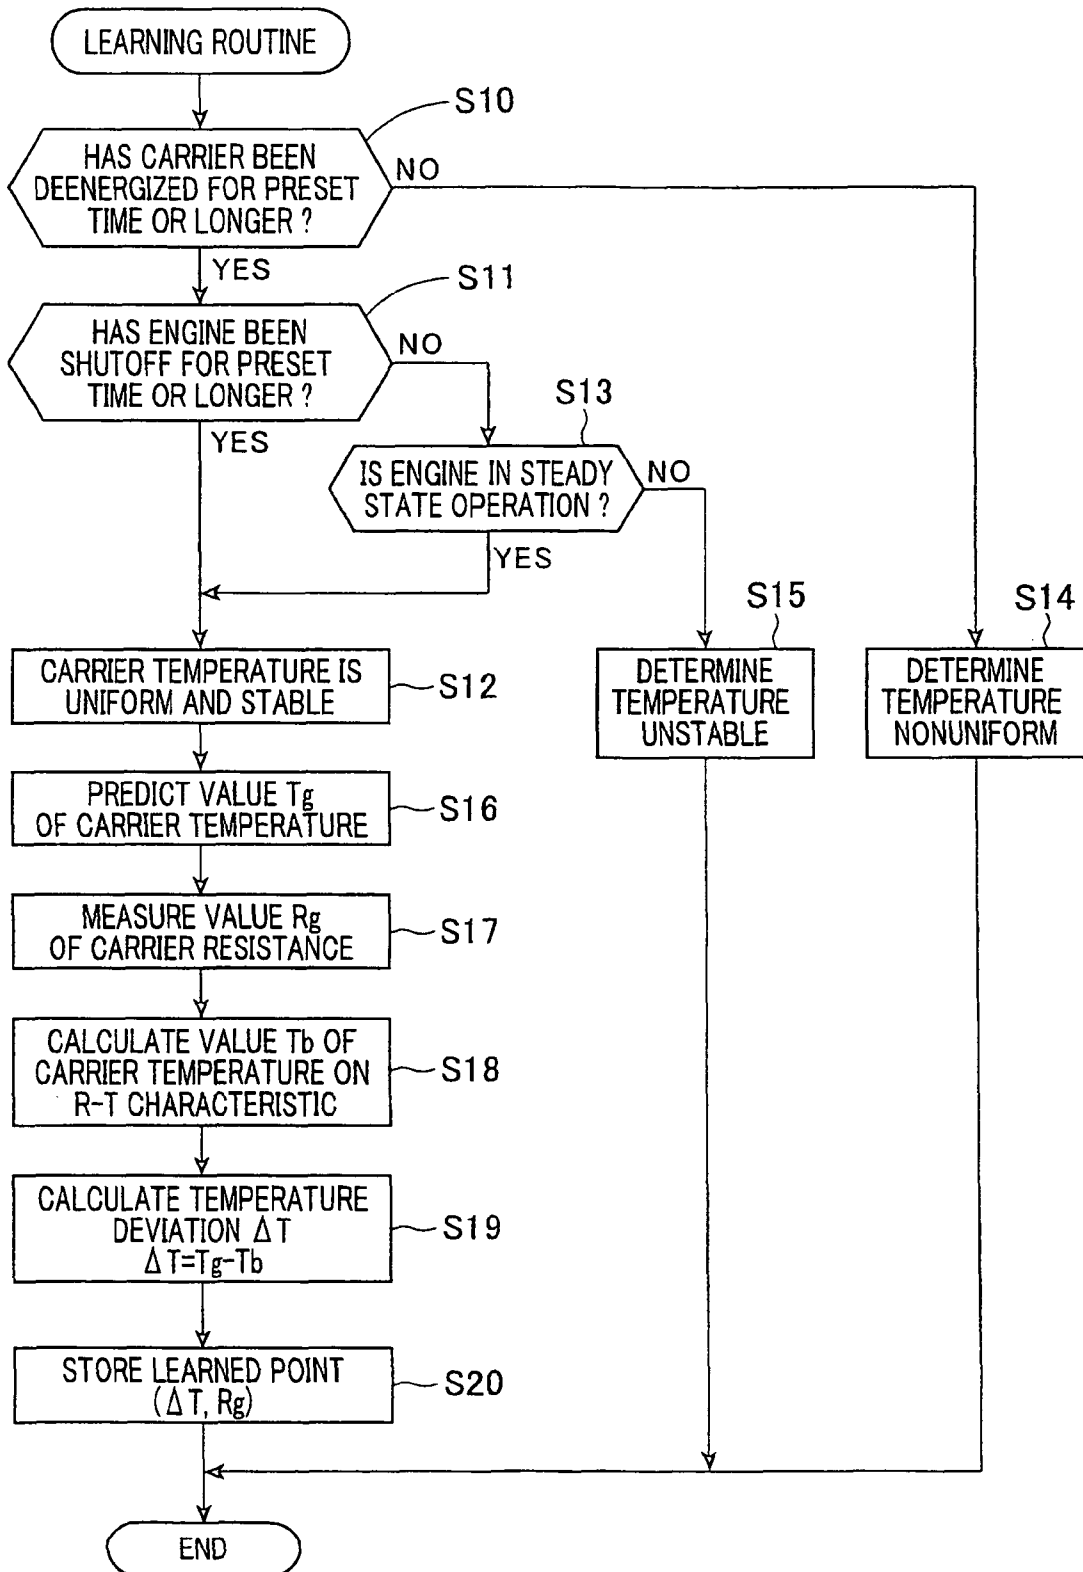 LEARNING ROUTINE
S10
HAS CARRIER BEEN
DEENERGIZED FOR PRESET
TIME OR LONGER ?
NO
YES
S11
HAS ENGINE BEEN
SHUTOFF FOR PRESET
TIME OR LONGER ?
NO
YES
S13
IS ENGINE IN STEADY
STATE OPERATION ?
NO
YES
S15
S14
CARRIER TEMPERATURE IS
UNIFORM AND STABLE
S12
DETERMINE
TEMPERATURE
UNSTABLE
DETERMINE
TEMPERATURE
NONUNIFORM
PREDICT VALUE Tg
OF CARRIER TEMPERATURE
S16
MEASURE VALUE Rg
OF CARRIER RESISTANCE
S17
CALCULATE VALUE Tb OF
CARRIER TEMPERATURE ON
R-T CHARACTERISTIC
S18
CALCULATE TEMPERATURE
DEVIATION ΔT
ΔT=Tg-Tb
S19
STORE LEARNED POINT
(ΔT, Rg)
S20
END